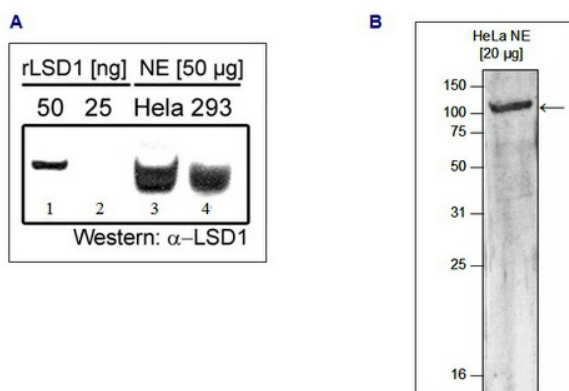 A
rLSD1 [ng] NE [50 µg]
50 25 Hela 293
1 2 3 4
Western: α–LSD1
B
HeLa NE
[20 µg]
150
100
75
50
31
25
16